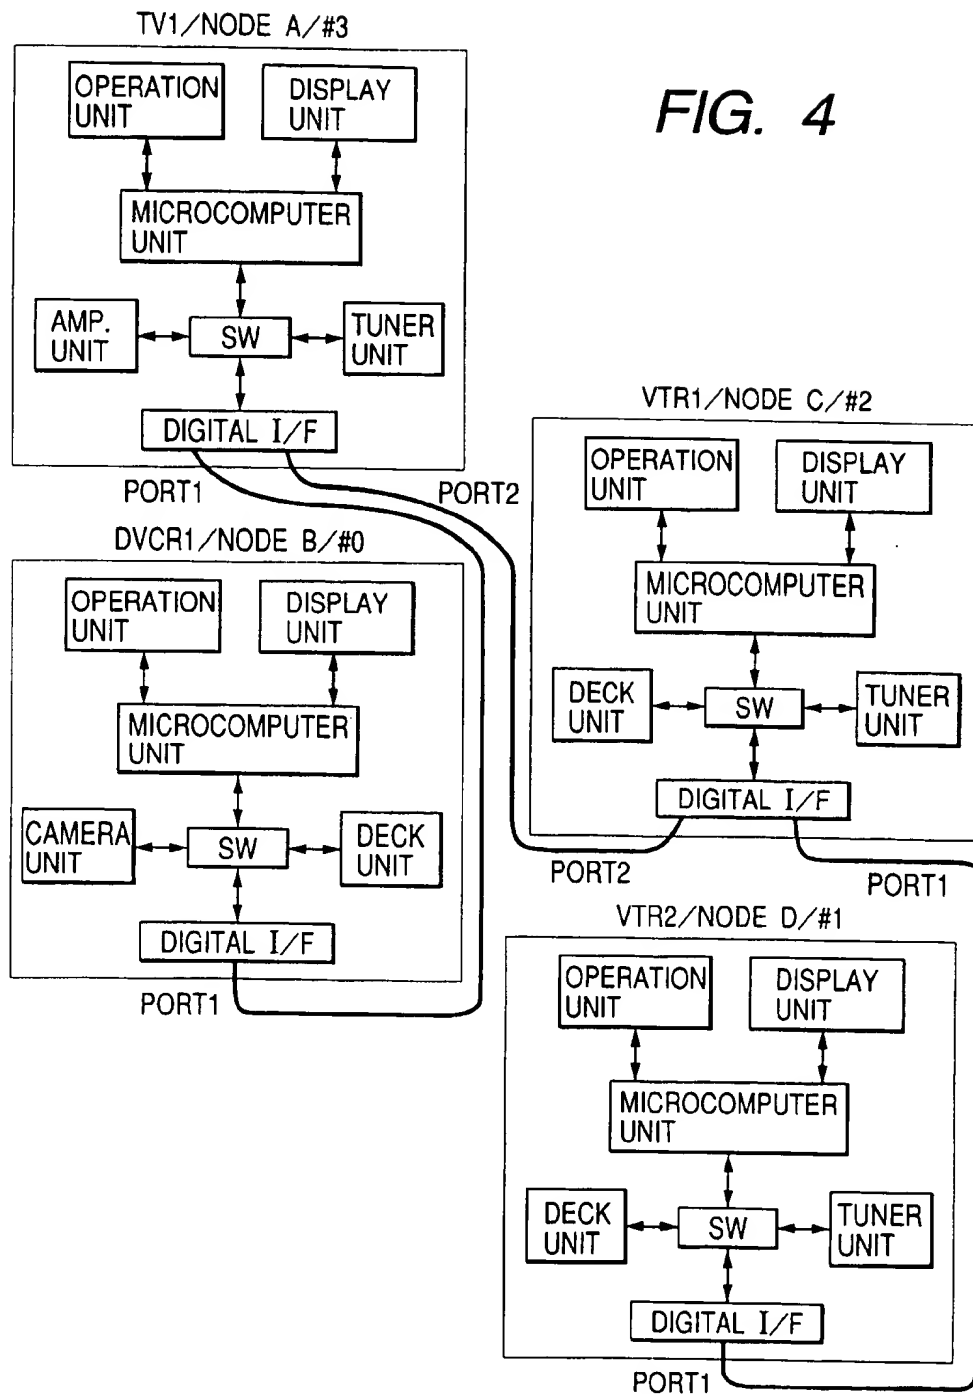 TV1/NODE A/#3
OPERATION
UNIT
DISPLAY
UNIT
FIG. 4
MICROCOMPUTER
UNIT
AMP.
UNIT
SW
TUNER
UNIT
DIGITAL I/F
PORT1
PORT2
DVCR1/NODE B/#0
OPERATION
UNIT
DISPLAY
UNIT
MICROCOMPUTER
UNIT
CAMERA
UNIT
SW
DECK
UNIT
DIGITAL I/F
PORT1
VTR1/NODE C/#2
OPERATION
UNIT
DISPLAY
UNIT
MICROCOMPUTER
UNIT
DECK
UNIT
SW
TUNER
UNIT
DIGITAL I/F
PORT2
PORT1
VTR2/NODE D/#1
OPERATION
UNIT
DISPLAY
UNIT
MICROCOMPUTER
UNIT
DECK
UNIT
SW
TUNER
UNIT
DIGITAL I/F
PORT1